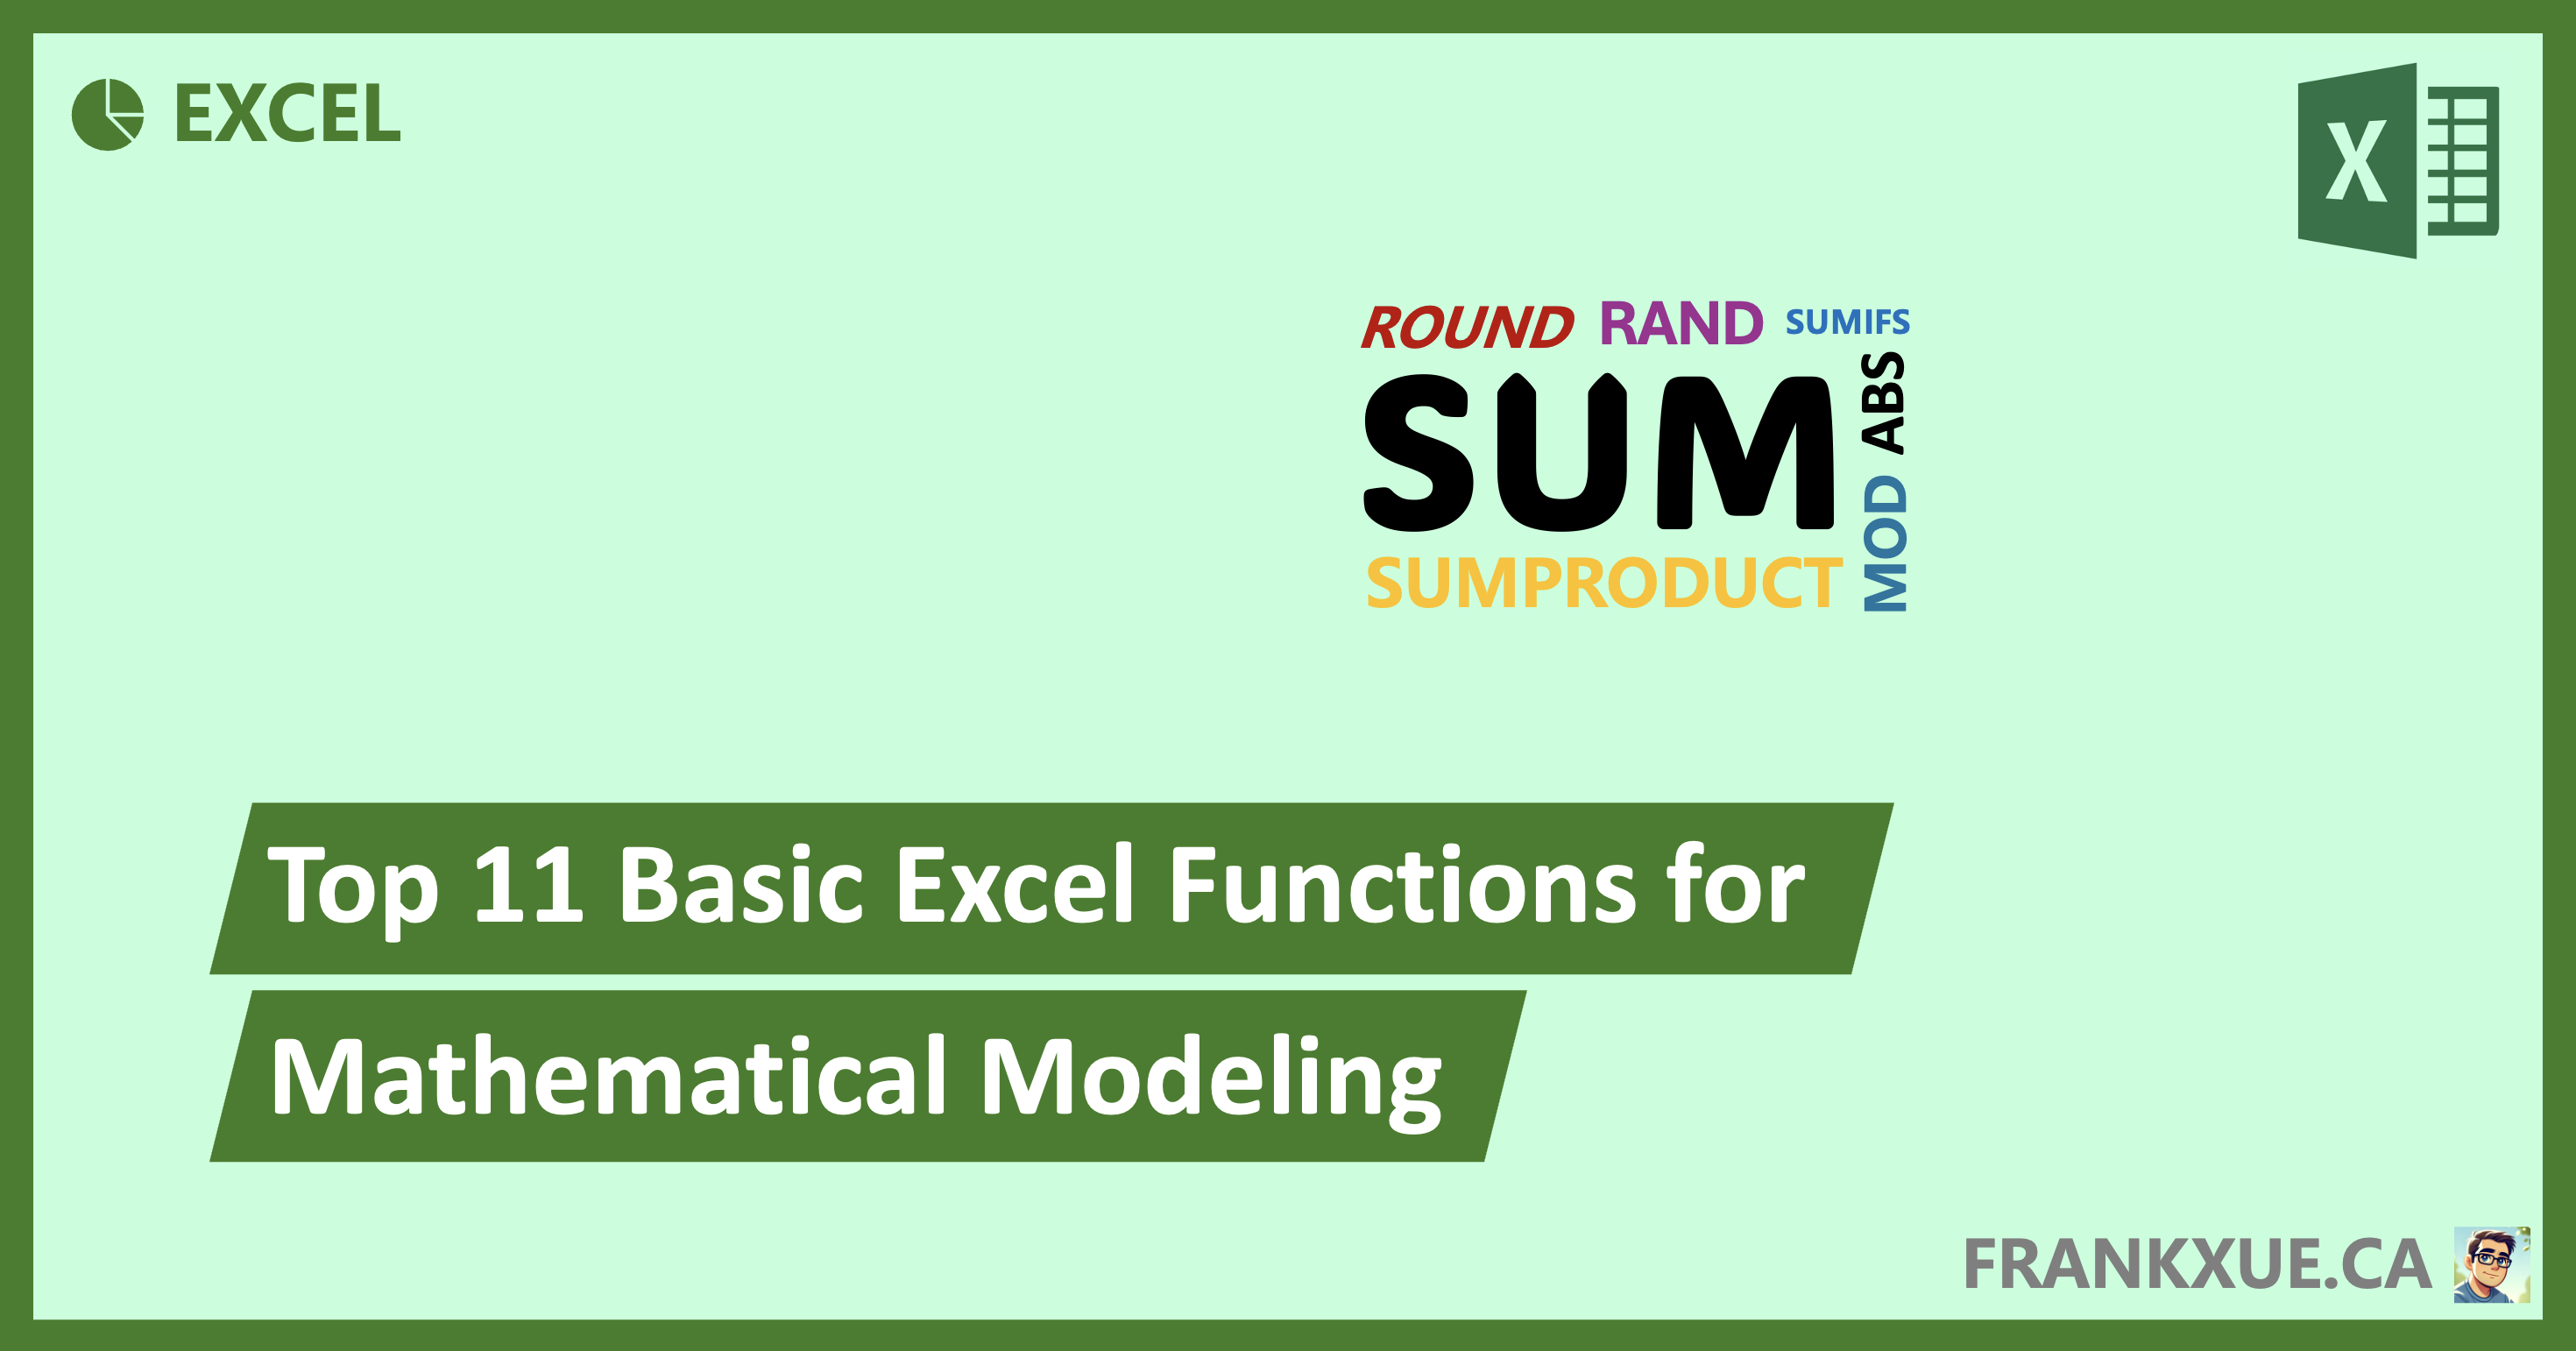 EXCEL
X
ROUND RAND SUMIFS
SUM
ABS
MOD
SUMPRODUCT
Top 11 Basic Excel Functions for
Mathematical Modeling
FRANKXUE.CA